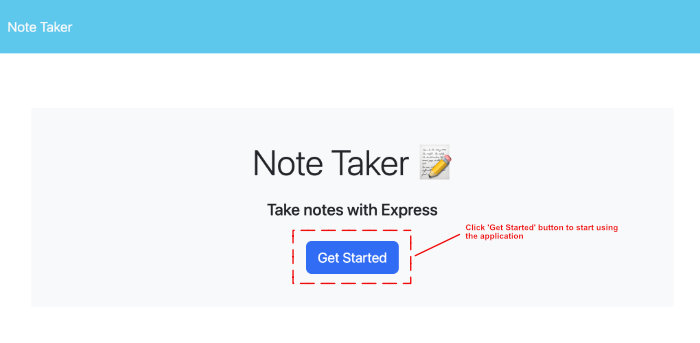 Note Taker
Note Taker
Take notes with Express
Click 'Get Started' button to start using
the application
Get Started